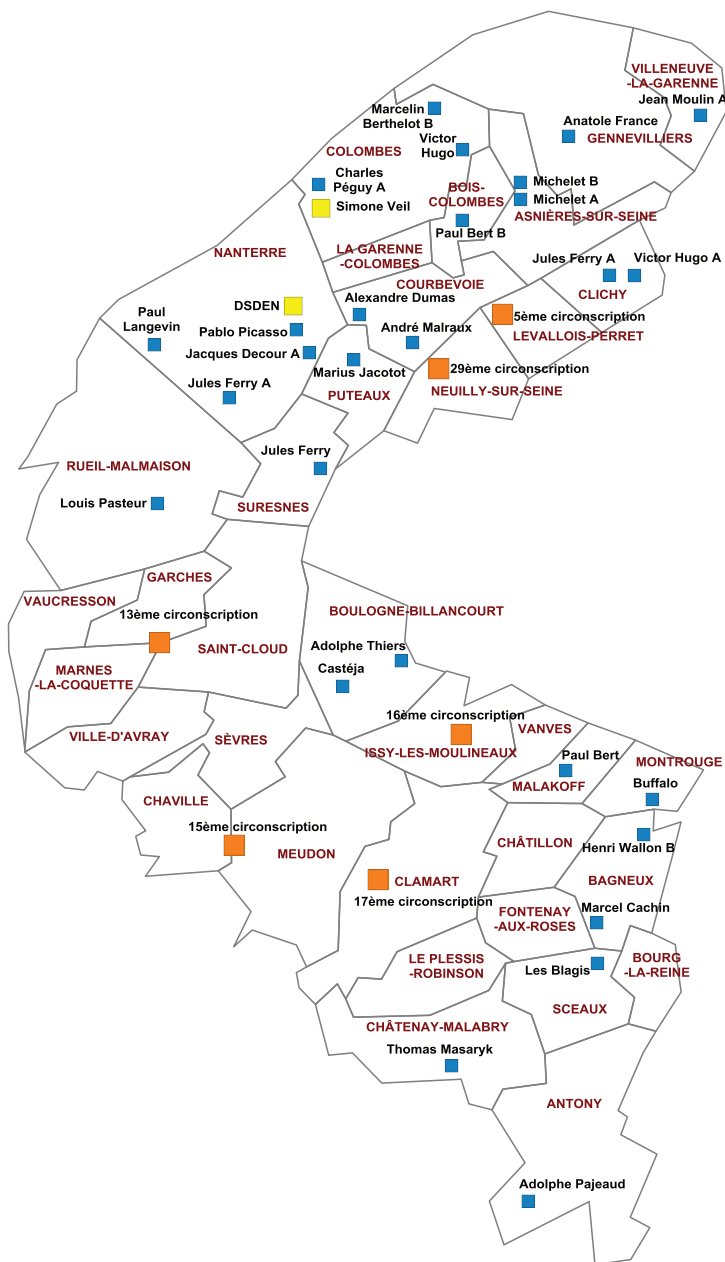 VILLENEUVE
-LA-GARENNE
Jean Moulin A
Marcelin
Berthelot B
Anatole France
GENNEVILLIERS
Victor
Hugo
COLOMBES
Charles
Péguy A
Simone Veil
BOIS-
COLOMBES
Michelet B
Michelet A
ASNIÈRES-SUR-SEINE
Paul Bert B
NANTERRE
LA GARENNE
-COLOMBES
Jules Ferry A
Victor Hugo A
COURBEVOIE
CLICHY
Alexandre Dumas
DSDEN
Paul
Langevin
5ème circonscription
Pablo Picasso
André Malraux
LEVALLOIS-PERRET
Jacques Decour A
Marius Jacotot
29ème circonscription
Jules Ferry A
PUTEAUX
NEUILLY-SUR-SEINE
Jules Ferry
RUEIL-MALMAISON
Louis Pasteur
SURESNES
GARCHES
VAUCRESSON
13ème circonscription
BOULOGNE-BILLANCOURT
SAINT-CLOUD
Adolphe Thiers
MARNES
-LA-COQUETTE
Castéja
16ème circonscription
VILLE-D'AVRAY
SÈVRES
ISSY-LES-MOULINEAUX
VANVES
Paul Bert
MONTROUGE
MALAKOFF
Buffalo
CHAVILLE
15ème circonscription
MEUDON
CHÂTILLON
Henri Wallon B
CLAMART
BAGNEUX
17ème circonscription
Marcel Cachin
FONTENAY
-AUX-ROSES
LE PLESSIS
-ROBINSON
Les Blagis
BOURG
-LA-REINE
SCEAUX
CHÂTENAY-MALABRY
Thomas Masaryk
ANTONY
Adolphe Pajeaud